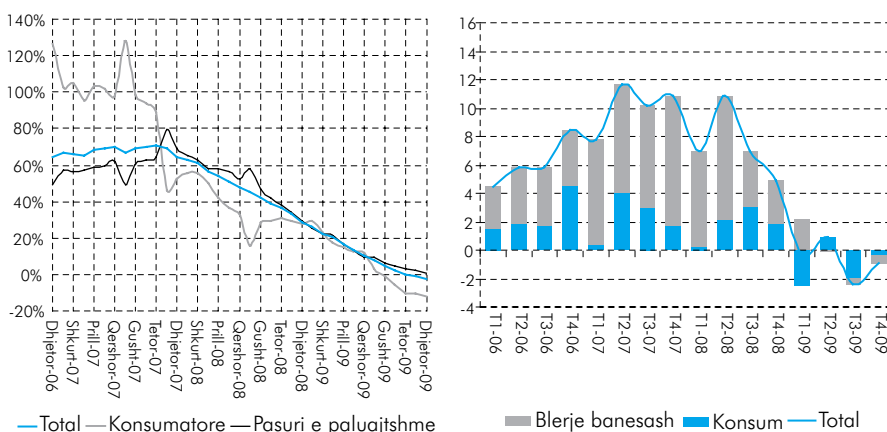 140%
120%
100%
80%
60%
40%
20%
0%
-20%
Dhjetor-06
Shkurt-07
Prill-07
Qershor-07
Gusht-07
Tetor-07
Dhjetor-07
Shkurt-08
Prill-08
Qershor-08
Gusht-08
Tetor-08
Dhjetor-08
Shkurt-09
Prill-09
Qershor-09
Gusht-09
Tetor-09
Dhjetor-09
Total Konsumatore Pasuri e paluajtshme
16
14
12
10
8
6
4
2
0
-2
-4
T1-06
T2-06
T3-06
T4-06
T1-07
T2-07
T3-07
T4-07
T1-08
T2-08
T3-08
T4-08
T1-09
T2-09
T3-09
T4-09
Blerje banesash Konsum Total